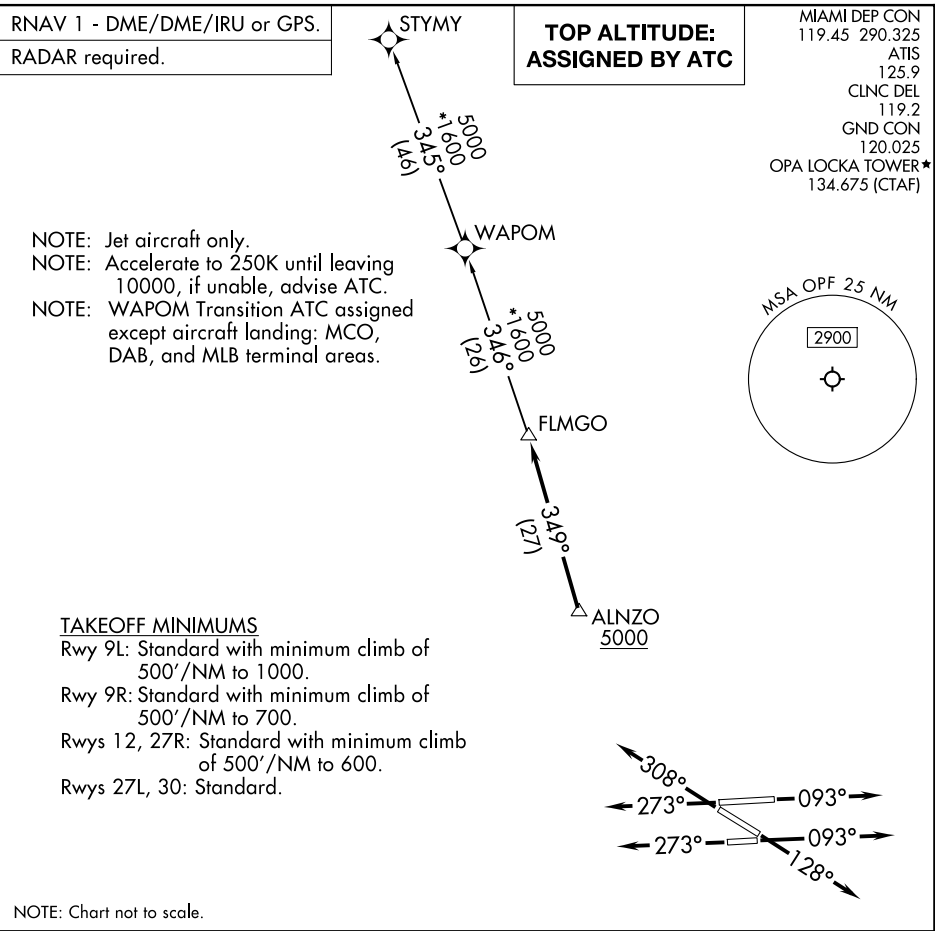 RNAV 1 - DME/DME/IRU or GPS.
RADAR required.
STYMY
TOP ALTITUDE:
ASSIGNED BY ATC
MIAMI DEP CON
119.45 290.325
ATIS
125.9
CLNC DEL
119.2
GND CON
120.025
OPA LOCKA TOWER★
134.675 (CTAF)
5000
*1600
345°
(46)
WAPOM
NOTE: Jet aircraft only.
NOTE: Accelerate to 250K until leaving
10000, if unable, advise ATC.
NOTE: WAPOM Transition ATC assigned
except aircraft landing: MCO,
DAB, and MLB terminal areas.
5000
*1600
346°
(26)
MSA OPF 25 NM
2900
FLMGO
349°
(27)
ALNZO
5000
TAKEOFF MINIMUMS
Rwy 9L: Standard with minimum climb of
500'/NM to 1000.
Rwy 9R: Standard with minimum climb of
500'/NM to 700.
Rwys 12, 27R: Standard with minimum climb
of 500'/NM to 600.
Rwys 27L, 30: Standard.
308°
273°
093°
273°
093°
128°
NOTE: Chart not to scale.